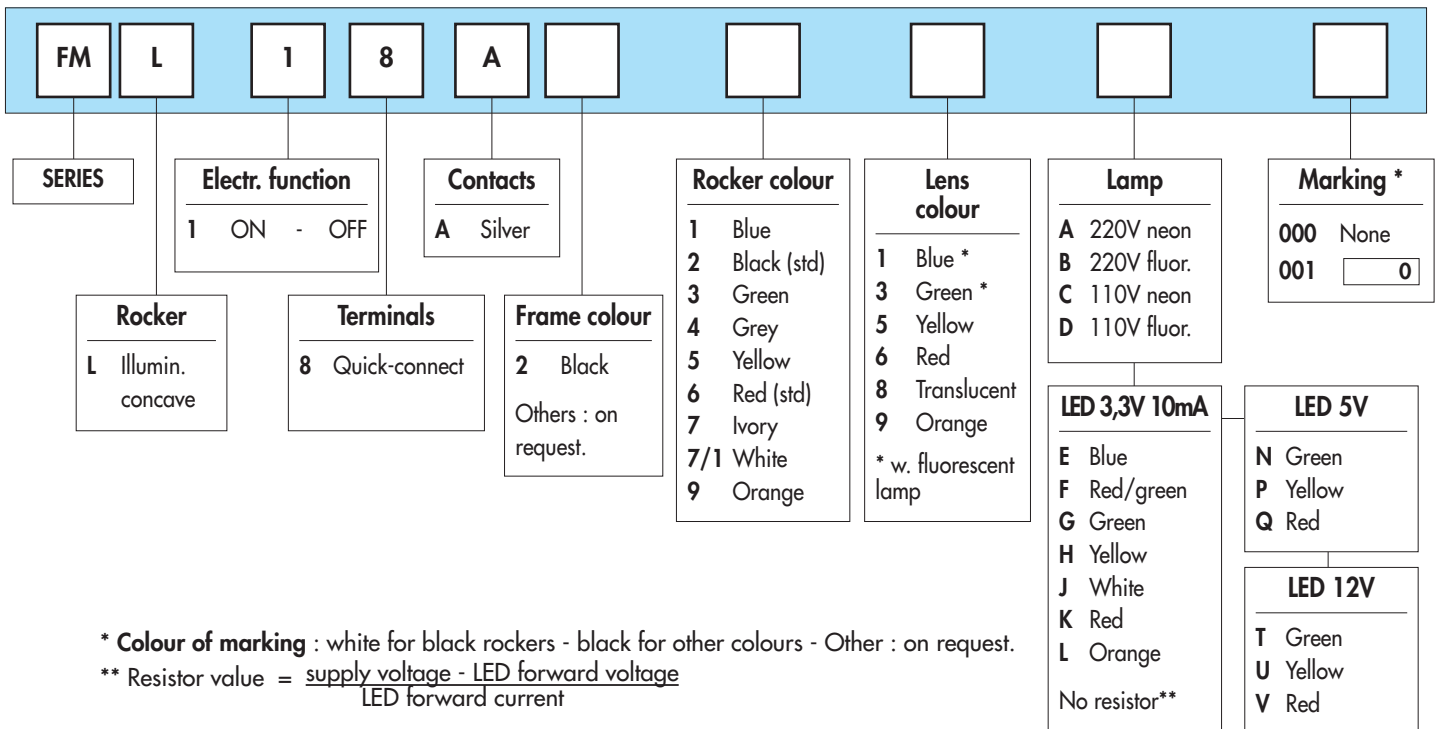 FM L 1 8 A
SERIES
Electr. function
1 ON - OFF
Contacts
A Silver
Rocker
L Illumin.
concave
Terminals
8 Quick-connect
Frame colour
2 Black
Others : on
request.
Rocker colour
1 Blue
2 Black (std)
3 Green
4 Grey
5 Yellow
6 Red (std)
7 Ivory
7/1 White
9 Orange
Lens
colour
1 Blue *
3 Green *
5 Yellow
6 Red
8 Translucent
9 Orange
* w. fluorescent
lamp
Lamp
A 220V neon
B 220V fluor.
C 110V neon
D 110V fluor.
Marking *
000 None
001 0
LED 3,3V 10mA
E Blue
F Red/green
G Green
H Yellow
J White
K Red
L Orange
No resistor**
LED 5V
N Green
P Yellow
Q Red
LED 12V
T Green
U Yellow
V Red
* Colour of marking : white for black rockers - black for other colours - Other : on request.
** Resistor value = supply voltage - LED forward voltage
LED forward current